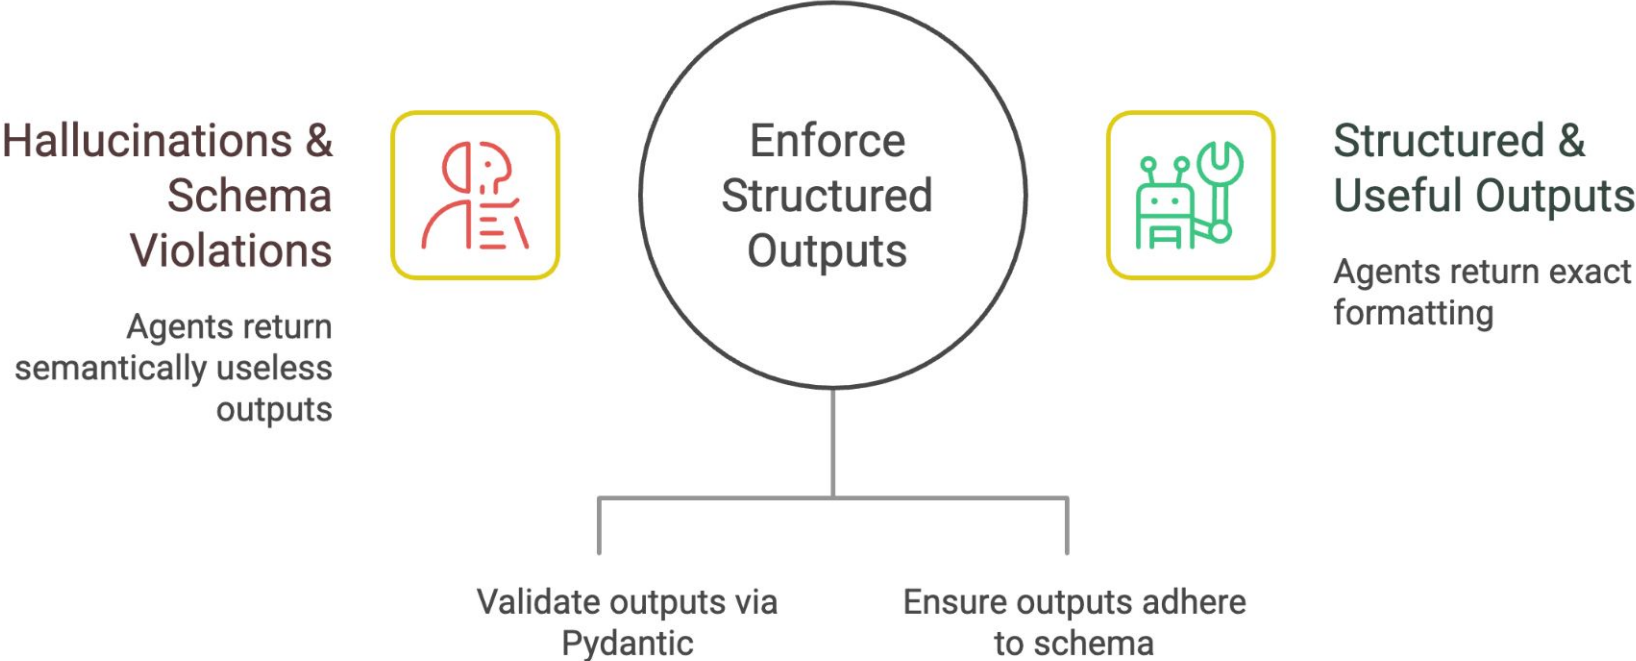 Hallucinations &
Schema
Violations
Agents return
semantically useless
outputs
Enforce
Structured
Outputs
Structured &
Useful Outputs
Agents return exact
formatting
Validate outputs via
Pydantic
Ensure outputs adhere
to schema